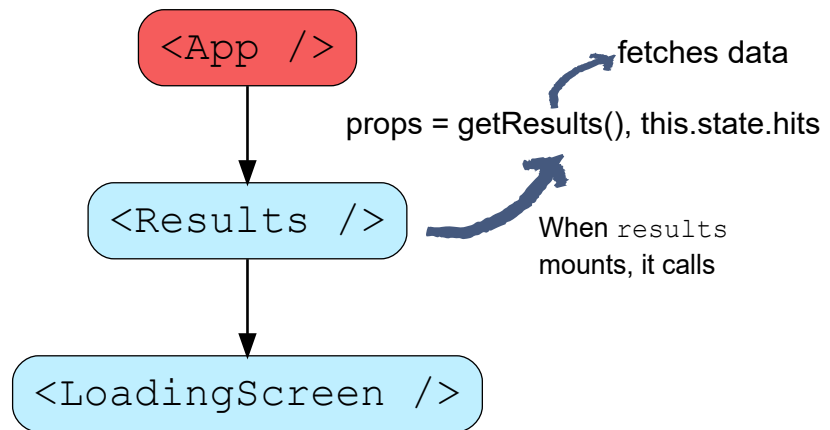 <App />
fetches data
props = getResults(), this.state.hits
<Results />
When results
mounts, it calls
<LoadingScreen />